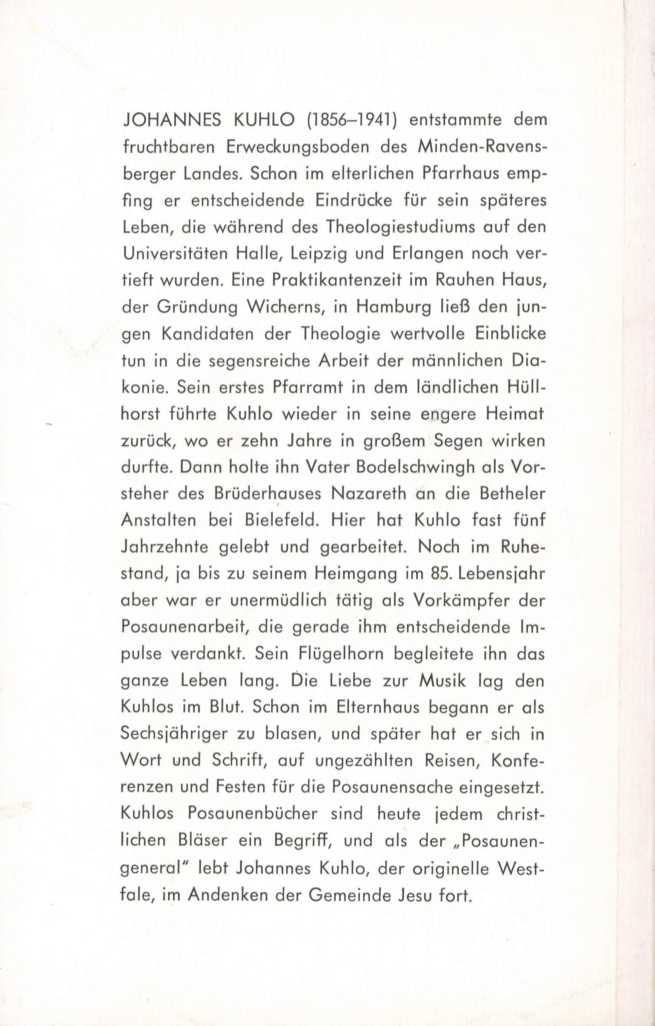 JOHANNES KUHLO (1856–1941) entstammte dem
fruchtbaren Erweckungsboden des Minden-Ravens-
berger Landes. Schon im elterlichen Pfarrhaus emp-
fing er entscheidende Eindrücke für sein späteres
Leben, die während des Theologiestudiums auf den
Universitäten Halle, Leipzig und Erlangen noch ver-
tieft wurden. Eine Praktikantenzeit im Rauhen Haus,
der Gründung Wicherns, in Hamburg ließ den jun-
gen Kandidaten der Theologie wertvolle Einblicke
tun in die segensreiche Arbeit der männlichen Dia-
konie. Sein erstes Pfarramt in dem ländlichen Hüll-
horst führte Kuhlo wieder in seine engere Heimat
zurück, wo er zehn Jahre in großem Segen wirken
durfte. Dann holte ihn Vater Bodelschwingh als Vor-
steher des Brüderhauses Nazareth an die Betheler
Anstalten bei Bielefeld. Hier hat Kuhlo fast fünf
Jahrzehnte gelebt und gearbeitet. Noch im Ruhe-
stand, ja bis zu seinem Heimgang im 85. Lebensjahr
aber war er unermüdlich tätig als Vorkämpfer der
Posaunenarbeit, die gerade ihm entscheidende Im-
pulse verdankt. Sein Flügelhorn begleitete ihn das
ganze Leben lang. Die Liebe zur Musik lag den
Kuhlos im Blut. Schon im Elternhaus begann er als
Sechsjähriger zu blasen, und später hat er sich in
Wort und Schrift, auf ungezählten Reisen, Konfe-
renzen und Festen für die Posaunensache eingesetzt.
Kuhlos Posaunenbücher sind heute jedem christ-
lichen Bläser ein Begriff, und als der „Posaunen-
general" lebt Johannes Kuhlo, der originelle West-
fale, im Andenken der Gemeinde Jesu fort.